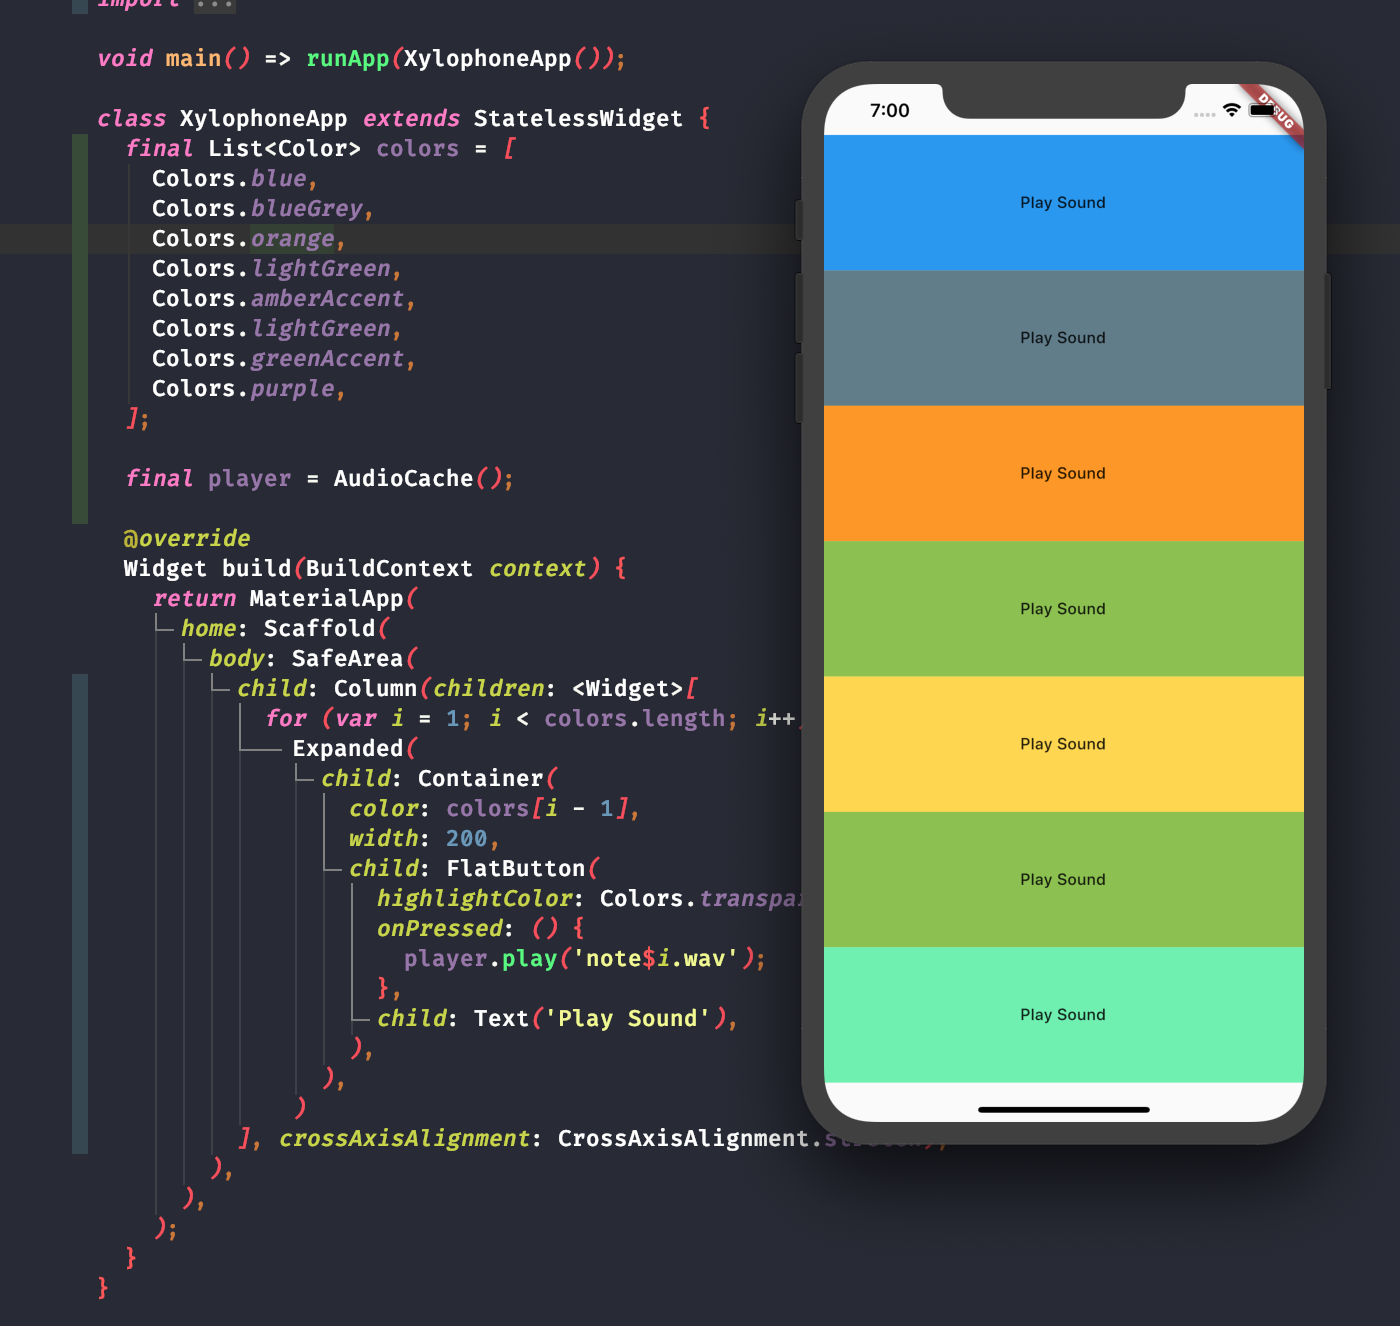 import ...
void main() => runApp(XylophoneApp());
class XylophoneApp extends StatelessWidget {
final List<Color> colors = [
Colors.blue,
Colors.blueGrey,
Colors.orange,
Colors.lightGreen,
Colors.amberAccent,
Colors.lightGreen,
Colors.greenAccent,
Colors.purple,
];
final player = AudioCache();
@override
Widget build(BuildContext context) {
return MaterialApp(
home: Scaffold(
body: SafeArea(
child: Column(children: <Widget>[
for (var i = 1; i < colors.length; i++)
Expanded(
child: Container(
color: colors[i - 1],
width: 200,
child: FlatButton(
highlightColor: Colors.
onPressed: () {
player.play('note$i.wav');
},
child: Text('Play Sound'),
),
),
)
], crossAxisAlignment: CrossAxisAlignment.stretch),
),
),
);
}
}
7:00
DEBUG
Play Sound
Play Sound
Play Sound
Play Sound
Play Sound
Play Sound
Play Sound